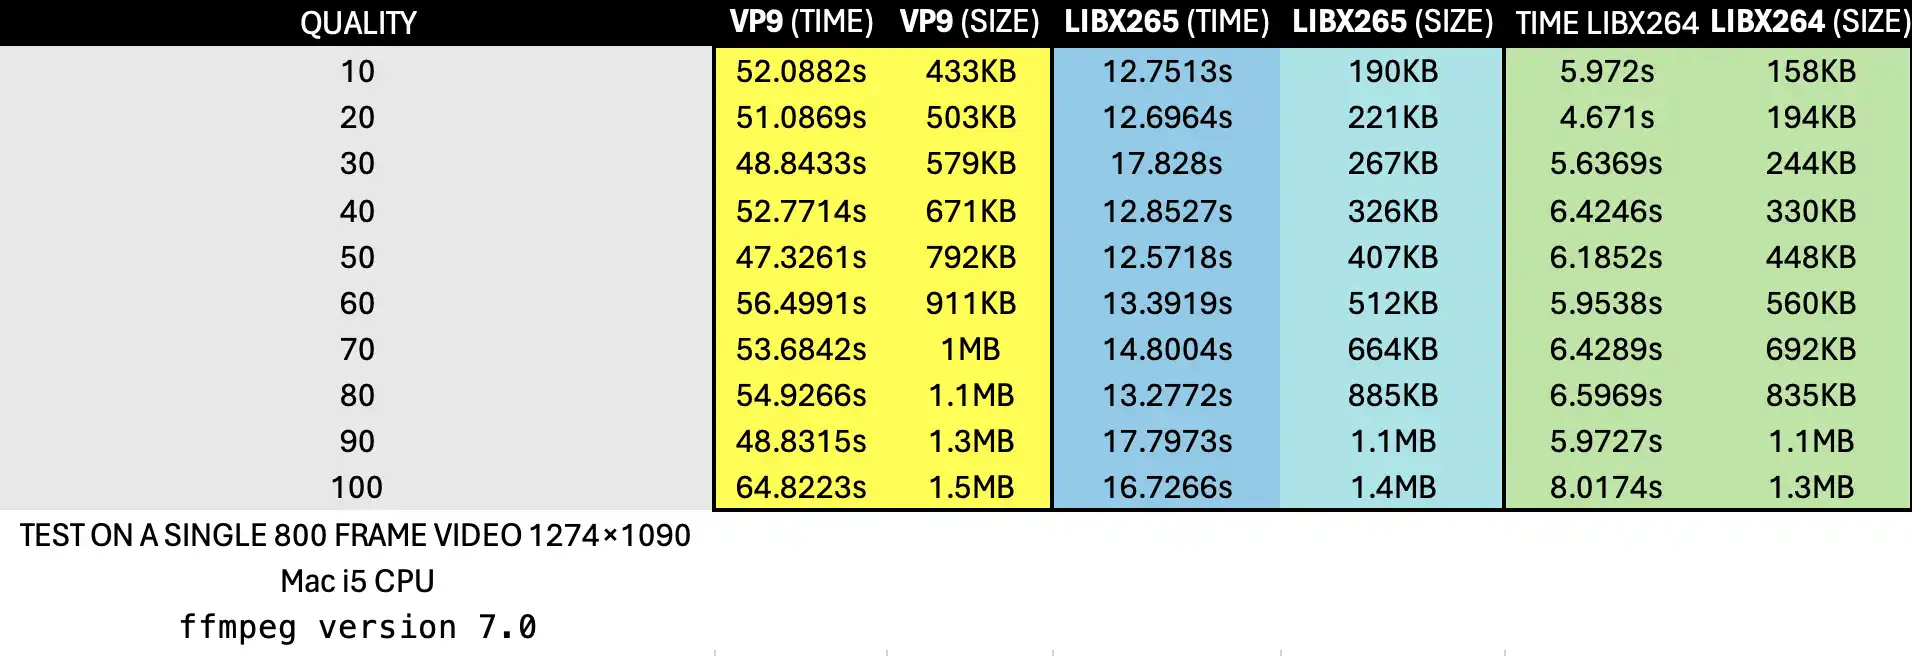 QUALITY VP9 (TIME) VP9 (SIZE) LIBX265 (TIME) LIBX265 (SIZE) TIME LIBX264 LIBX264 (SIZE)
10 52.0882s 433KB 12.7513s 190KB 5.972s 158KB
20 51.0869s 503KB 12.6964s 221KB 4.671s 194KB
30 48.8433s 579KB 17.828s 267KB 5.6369s 244KB
40 52.7714s 671KB 12.8527s 326KB 6.4246s 330KB
50 47.3261s 792KB 12.5718s 407KB 6.1852s 448KB
60 56.4991s 911KB 13.3919s 512KB 5.9538s 560KB
70 53.6842s 1MB 14.8004s 664KB 6.4289s 692KB
80 54.9266s 1.1MB 13.2772s 885KB 6.5969s 835KB
90 48.8315s 1.3MB 17.7973s 1.1MB 5.9727s 1.1MB
100 64.8223s 1.5MB 16.7266s 1.4MB 8.0174s 1.3MB
TEST ON A SINGLE 800 FRAME VIDEO 1274×1090
Mac i5 CPU
ffmpeg version 7.0